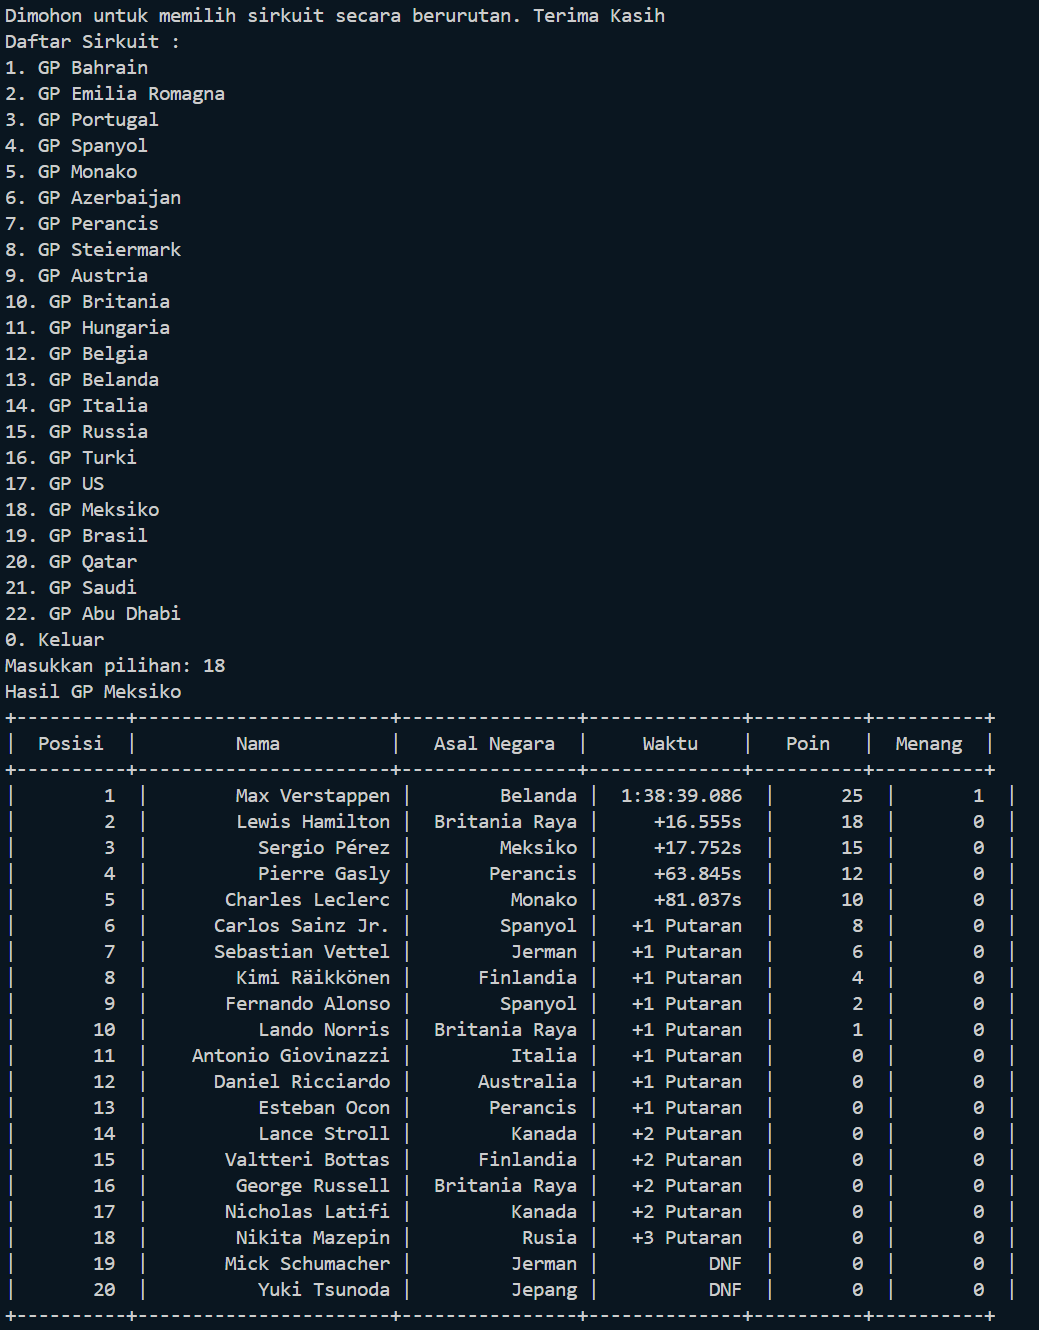 Dimohon untuk memilih sirkuit secara berurutan. Terima Kasih
Daftar Sirkuit :
1. GP Bahrain
2. GP Emilia Romagna
3. GP Portugal
4. GP Spanyol
5. GP Monako
6. GP Azerbaijan
7. GP Perancis
8. GP Steiermark
9. GP Austria
10. GP Britania
11. GP Hungaria
12. GP Belgia
13. GP Belanda
14. GP Italia
15. GP Russia
16. GP Turki
17. GP US
18. GP Meksiko
19. GP Brasil
20. GP Qatar
21. GP Saudi
22. GP Abu Dhabi
0. Keluar
Masukkan pilihan: 18
Hasil GP Meksiko
+----------+-----------------------+----------------+--------------+----------+----------+
|  Posisi  |         Nama          |   Asal Negara  |     Waktu    |   Poin   |  Menang  |
+----------+-----------------------+----------------+--------------+----------+----------+
|        1  |        Max Verstappen |        Belanda |  1:38:39.086  |      25  |       1  |
|        2  |        Lewis Hamilton |  Britania Raya |     +16.555s  |      18  |       0  |
|        3  |          Sergio Pérez |        Meksiko |     +17.752s  |      15  |       0  |
|        4  |          Pierre Gasly |       Perancis |     +63.845s  |      12  |       0  |
|        5  |       Charles Leclerc |         Monako |     +81.037s  |      10  |       0  |
|        6  |      Carlos Sainz Jr. |        Spanyol |   +1 Putaran  |       8  |       0  |
|        7  |      Sebastian Vettel |         Jerman |   +1 Putaran  |       6  |       0  |
|        8  |        Kimi Räikkönen |      Finlandia |   +1 Putaran  |       4  |       0  |
|        9  |       Fernando Alonso |        Spanyol |   +1 Putaran  |       2  |       0  |
|       10  |          Lando Norris |  Britania Raya |   +1 Putaran  |       1  |       0  |
|       11  |    Antonio Giovinazzi |         Italia |   +1 Putaran  |       0  |       0  |
|       12  |      Daniel Ricciardo |      Australia |   +1 Putaran  |       0  |       0  |
|       13  |          Esteban Ocon |       Perancis |   +1 Putaran  |       0  |       0  |
|       14  |          Lance Stroll |         Kanada |   +2 Putaran  |       0  |       0  |
|       15  |       Valtteri Bottas |      Finlandia |   +2 Putaran  |       0  |       0  |
|       16  |        George Russell |  Britania Raya |   +2 Putaran  |       0  |       0  |
|       17  |       Nicholas Latifi |         Kanada |   +2 Putaran  |       0  |       0  |
|       18  |        Nikita Mazepin |          Rusia |   +3 Putaran  |       0  |       0  |
|       19  |       Mick Schumacher |         Jerman |          DNF  |       0  |       0  |
|       20  |          Yuki Tsunoda |         Jepang |          DNF  |       0  |       0  |
+----------+-----------------------+----------------+--------------+----------+----------+